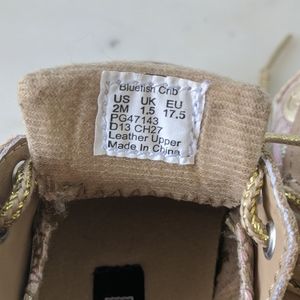 Bluefish Crib
US UK EU
2M 1.5 17.5
PG47143
D13 CH27
Leather Upper
Made In China